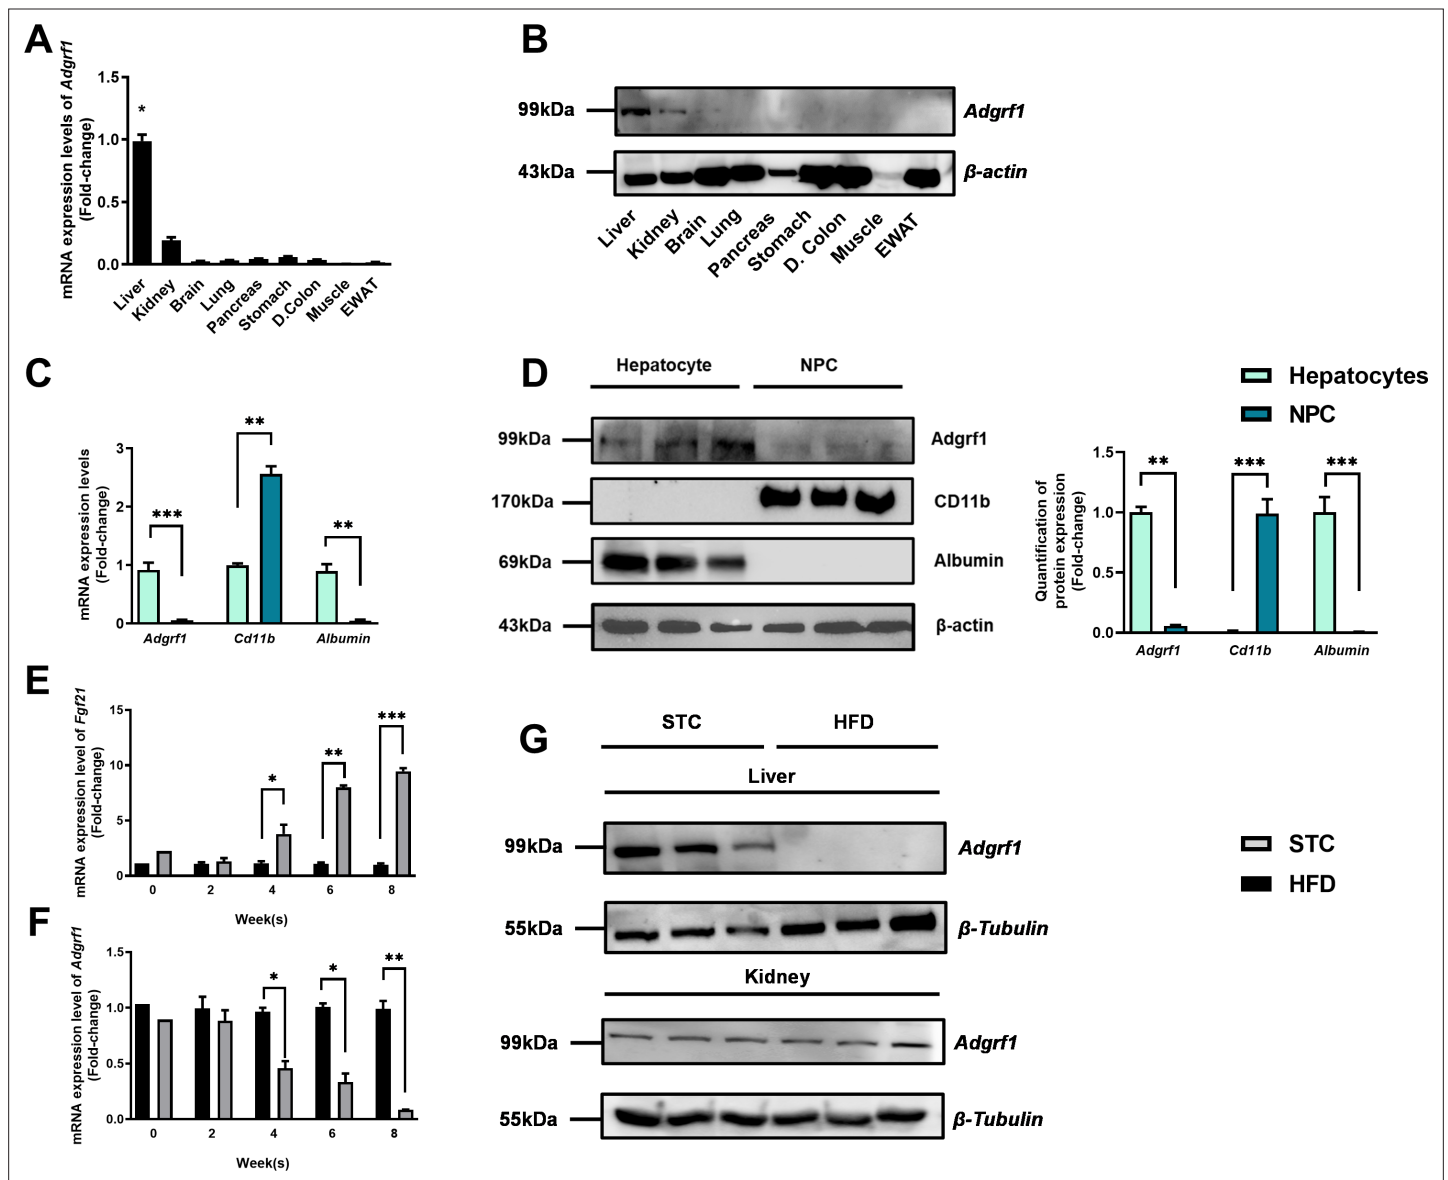 A
mRNA expression levels of Adgrf1
(Fold-change)
1.5
1.0
0.5
0.0
*
Liver
Kidney
Brain
Lung
Pancreas
Stomach
D.Colon
Muscle
EWAT
B
99kDa
Adgrf1
43kDa
β-actin
Liver
Kidney
Brain
Lung
Pancreas
Stomach
D. Colon
Muscle
EWAT
C
mRNA expression levels
(Fold-change)
3
2
1
0
***
**
**
Adgrf1
Cd11b
Albumin
D
Hepatocyte
NPC
99kDa
Adgrf1
170kDa
CD11b
69kDa
Albumin
43kDa
β-actin
Hepatocytes
NPC
Quantification of
protein expression
(Fold-change)
1.5
1.0
0.5
0.0
**
***
***
Adgrf1
Cd11b
Albumin
E
mRNA expression level of Fgf21
(Fold-change)
15
10
5
0
*
**
***
0
2
4
6
8
Week(s)
F
mRNA expression level of Adgrf1
(Fold-change)
1.5
1.0
0.5
0.0
*
*
**
0
2
4
6
8
Week(s)
G
STC
HFD
Liver
99kDa
Adgrf1
55kDa
β-Tubulin
Kidney
99kDa
Adgrf1
55kDa
β-Tubulin
STC
HFD